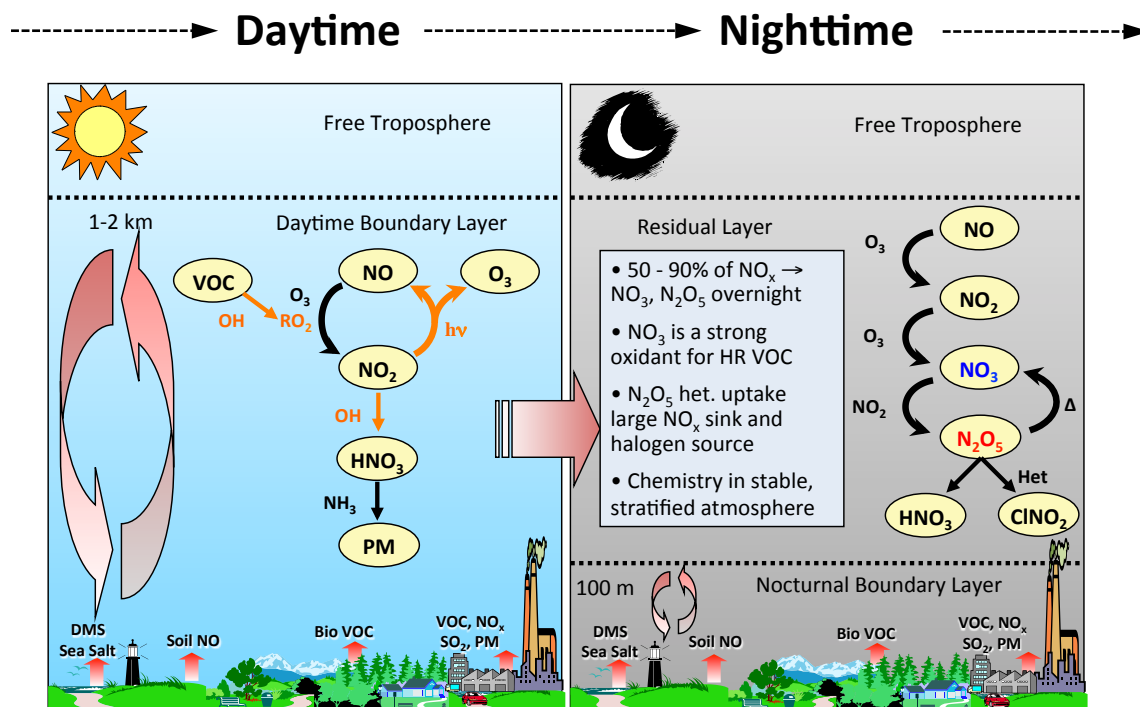 Daytime
Nighttime
Free Troposphere
1-2 km
Daytime Boundary Layer
VOC
NO
O₃
O₃
OH
RO₂
hν
NO₂
OH
HNO₃
NH₃
PM
DMS
Sea Salt
Soil NO
Bio VOC
VOC, NOₓ
SO₂, PM
Free Troposphere
Residual Layer
• 50 - 90% of NOₓ →
NO₃, N₂O₅ overnight
• NO₃ is a strong
oxidant for HR VOC
• N₂O₅ het. uptake
large NOₓ sink and
halogen source
• Chemistry in stable,
stratified atmosphere
NO
O₃
NO₂
O₃
NO₃
NO₂
Δ
N₂O₅
Het
HNO₃
ClNO₂
100 m
Nocturnal Boundary Layer
DMS
Sea Salt
Soil NO
Bio VOC
VOC, NOₓ
SO₂, PM